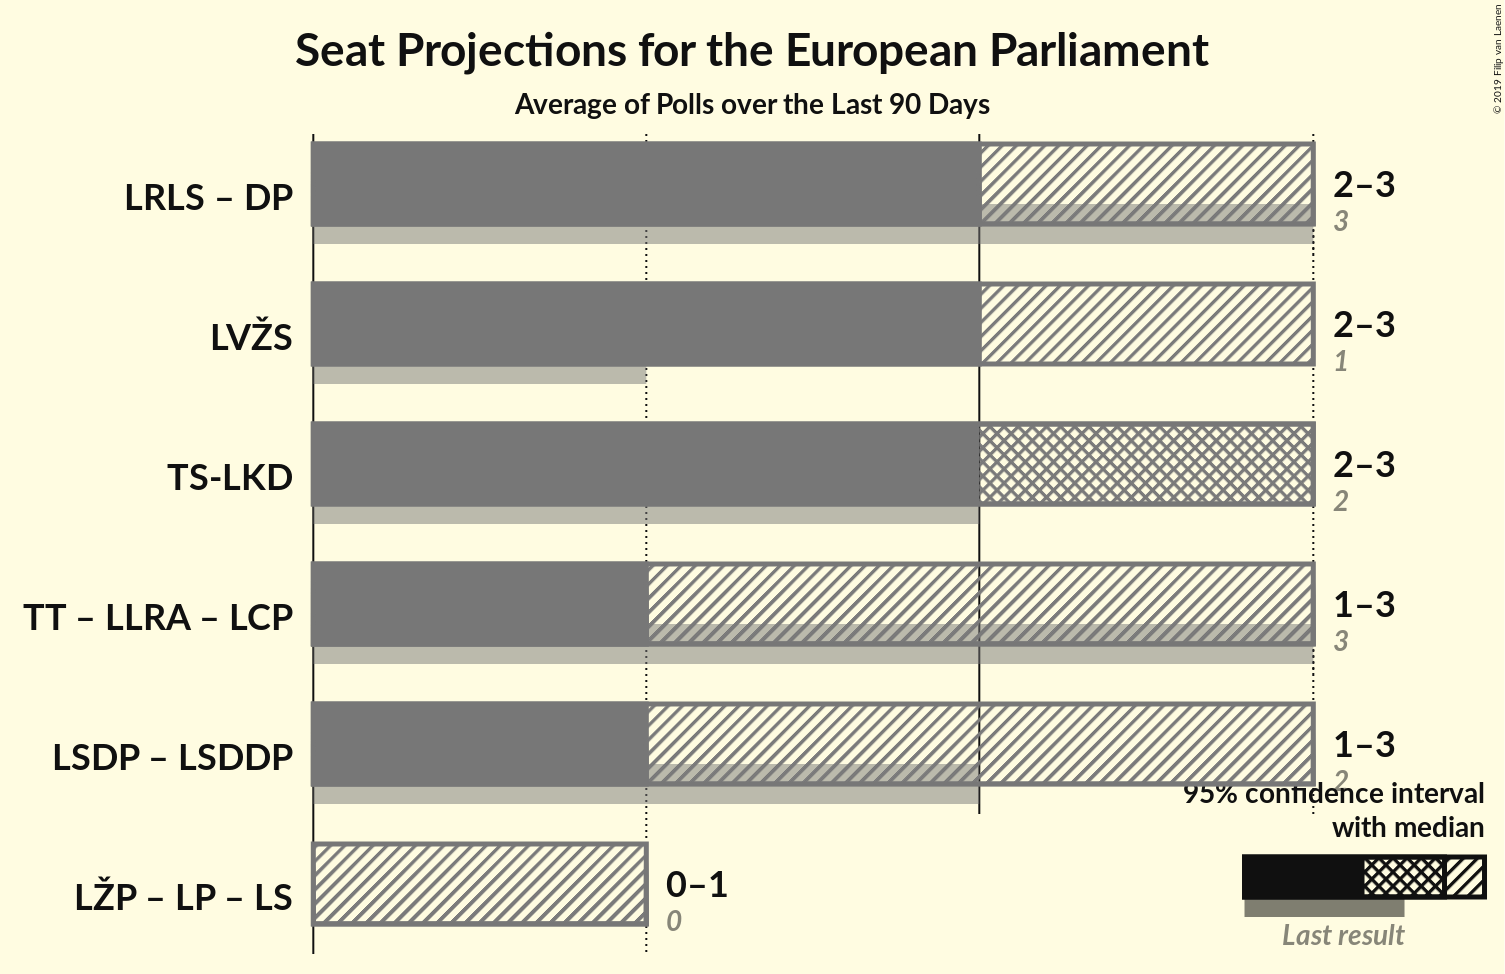 Seat Projections for the European Parliament
Average of Polls over the Last 90 Days
© 2019 Filip van Laenen
LRLS – DP
2–3
3
LVŽS
2–3
1
TS-LKD
2–3
2
TT – LLRA – LCP
1–3
3
LSDP – LSDDP
1–3
2
95% confidence interval
with median
LŽP – LP – LS
0–1
0
Last result